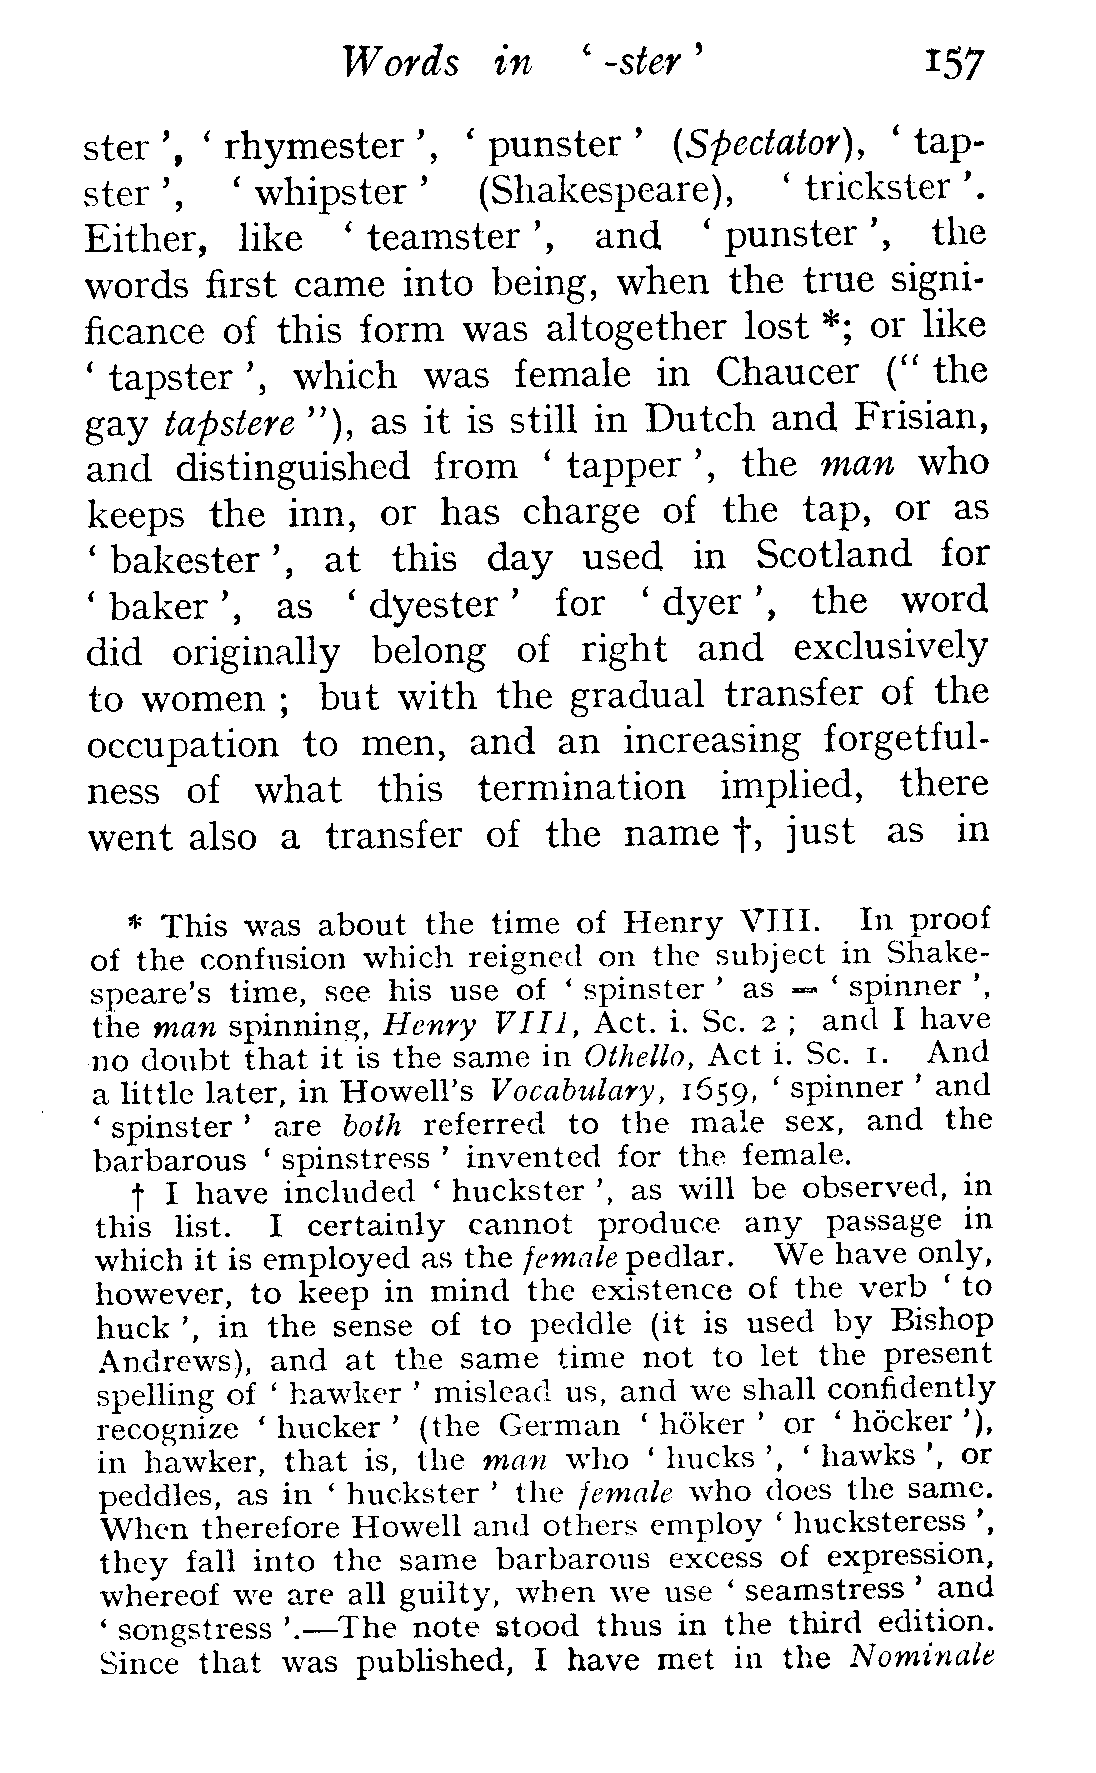 Words in ‘ -ster ’ 157
ster ’, ‘ rhymester ’, ‘ punster ’ (Spectator), ‘ tap-
ster ’, ‘ whipster ’ (Shakespeare), ‘ trickster ’.
Either, like ‘ teamster ’, and ‘ punster ’, the
words first came into being, when the true signi-
ficance of this form was altogether lost *; or like
‘ tapster ’, which was female in Chaucer (“ the
gay tapstere ”), as it is still in Dutch and Frisian,
and distinguished from ‘ tapper ’, the man who
keeps the inn, or has charge of the tap, or as
‘ bakester ’, at this day used in Scotland for
‘ baker ’, as ‘ dyester ’ for ‘ dyer ’, the word
did originally belong of right and exclusively
to women ; but with the gradual transfer of the
occupation to men, and an increasing forgetful-
ness of what this termination implied, there
went also a transfer of the name †, just as in
* This was about the time of Henry VIII. In proof
of the confusion which reigned on the subject in Shake-
speare’s time, see his use of ‘ spinster ’ as = ‘ spinner ’,
the man spinning, Henry VIII, Act. i. Sc. 2 ; and I have
no doubt that it is the same in Othello, Act i. Sc. 1. And
a little later, in Howell’s Vocabulary, 1659, ‘ spinner ’ and
‘ spinster ’ are both referred to the male sex, and the
barbarous ‘ spinstress ’ invented for the female.
† I have included ‘ huckster ’, as will be observed, in
this list. I certainly cannot produce any passage in
which it is employed as the female pedlar. We have only,
however, to keep in mind the existence of the verb ‘ to
huck ’, in the sense of to peddle (it is used by Bishop
Andrews), and at the same time not to let the present
spelling of ‘ hawker ’ mislead us, and we shall confidently
recognize ‘ hucker ’ (the German ‘ höker ’ or ‘ höcker ’),
in hawker, that is, the man who ‘ hucks ’, ‘ hawks ’, or
peddles, as in ‘ huckster ’ the female who does the same.
When therefore Howell and others employ ‘ hucksteress ’,
they fall into the same barbarous excess of expression,
whereof we are all guilty, when we use ‘ seamstress ’ and
‘ songstress ’.—The note stood thus in the third edition.
Since that was published, I have met in the Nominale